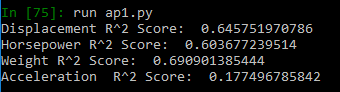 In [75]: run ap1.py
Displacement R^2 Score:  0.645751970786
Horsepower R^2 Score:  0.603677239514
Weight R^2 Score:  0.690901385444
Acceleration  R^2 Score:  0.177496785842